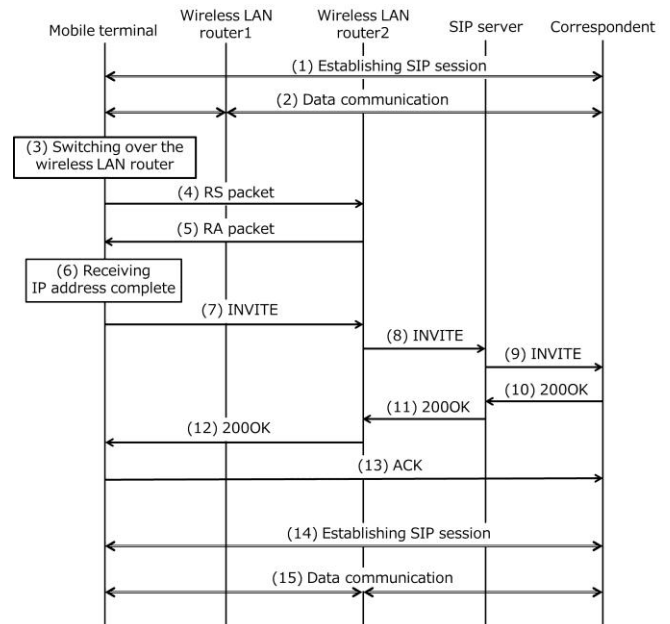 Mobile terminal
Wireless LAN
router1
Wireless LAN
router2
SIP server
Correspondent
(1) Establishing SIP session
(2) Data communication
(3) Switching over the
wireless LAN router
(4) RS packet
(5) RA packet
(6) Receiving
IP address complete
(7) INVITE
(8) INVITE
(9) INVITE
(10) 200OK
(11) 200OK
(12) 200OK
(13) ACK
(14) Establishing SIP session
(15) Data communication